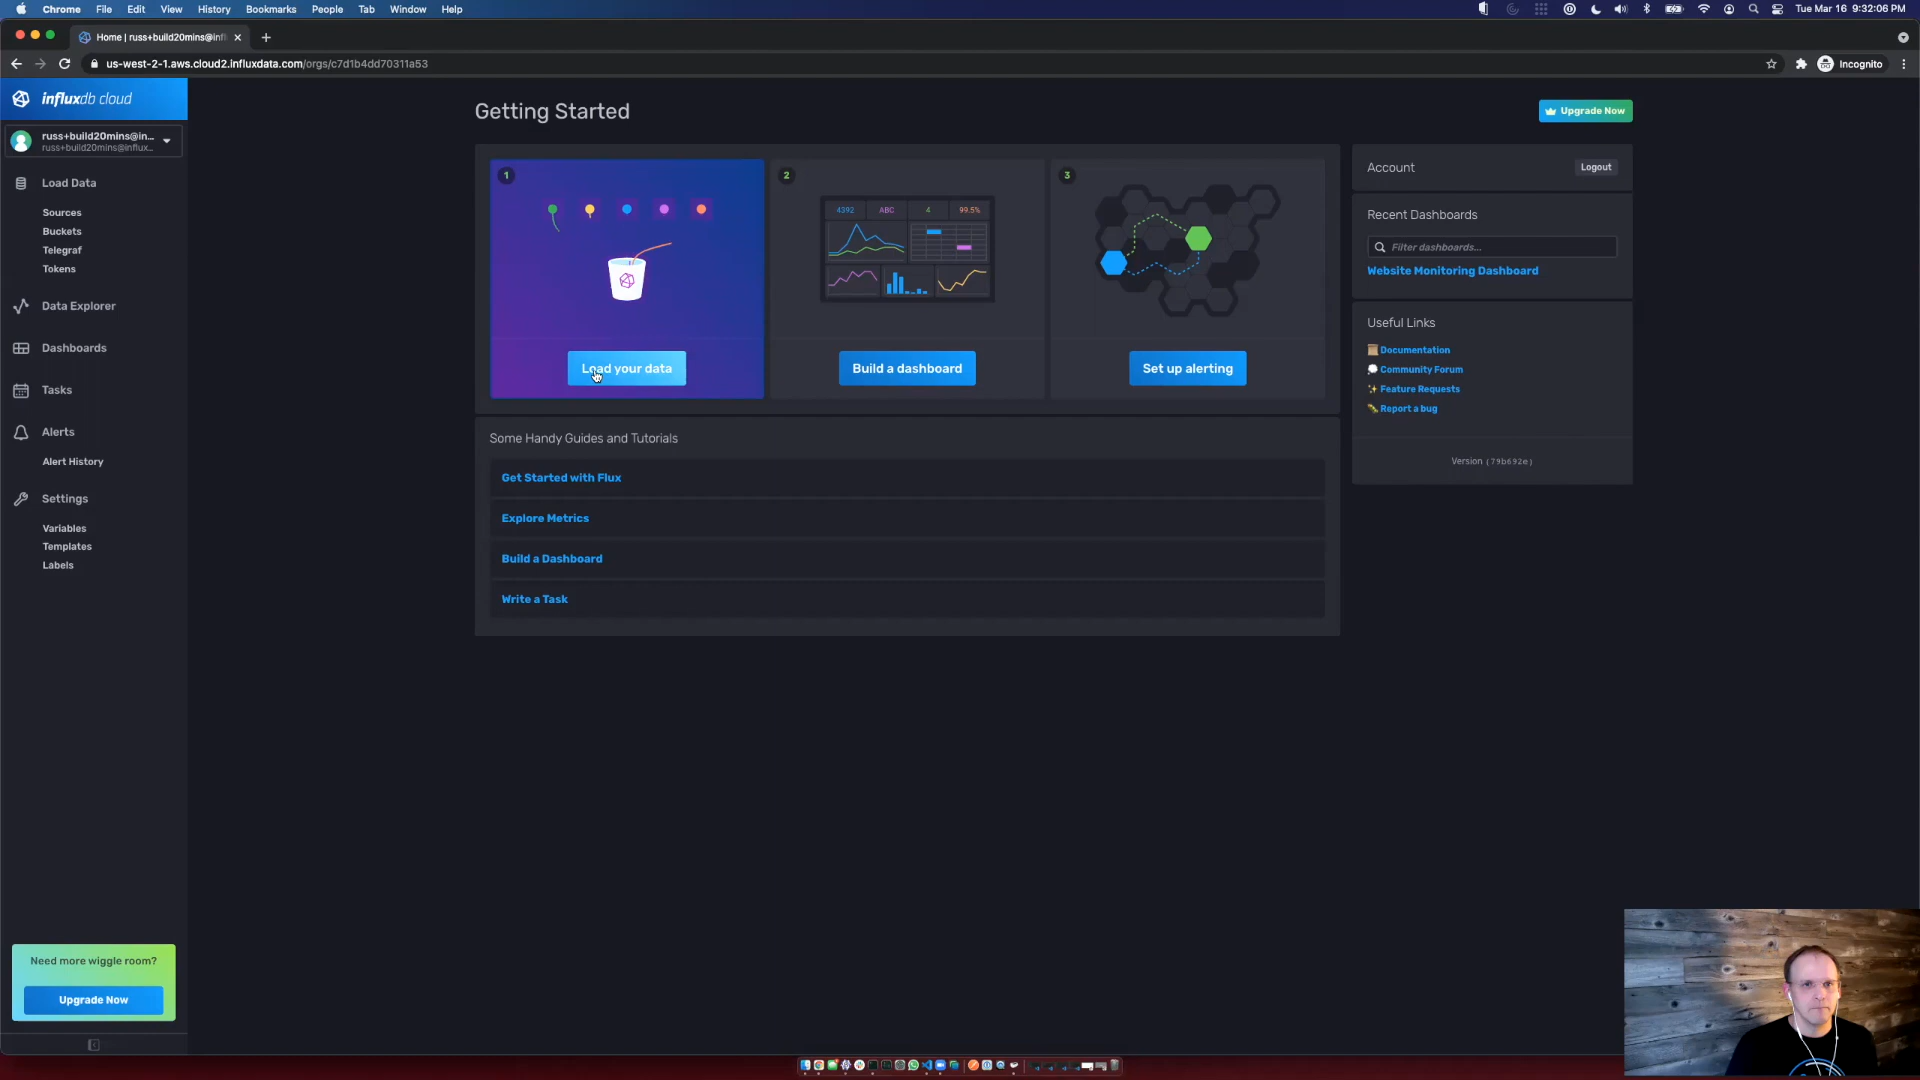 Chrome File Edit View History Bookmarks People Tab Window Help Tue Mar 16 9:32:06 PM
Home | russ+build20mins@infl
us-west-2-1.aws.cloud2.influxdata.com/orgs/c7d1b4dd70311a53 Incognito
influxdb cloud
russ+build20mins@in...
russ+build20mins@influx...
Load Data
Sources
Buckets
Telegraf
Tokens
Data Explorer
Dashboards
Tasks
Alerts
Alert History
Settings
Variables
Templates
Labels
Need more wiggle room?
Upgrade Now
Getting Started
Upgrade Now
1
Load your data
2
4392 ABC 4 99.5%
Build a dashboard
3
Set up alerting
Some Handy Guides and Tutorials
Get Started with Flux
Explore Metrics
Build a Dashboard
Write a Task
Account Logout
Recent Dashboards
Filter dashboards...
Website Monitoring Dashboard
Useful Links
Documentation
Community Forum
Feature Requests
Report a bug
Version (79b692e)